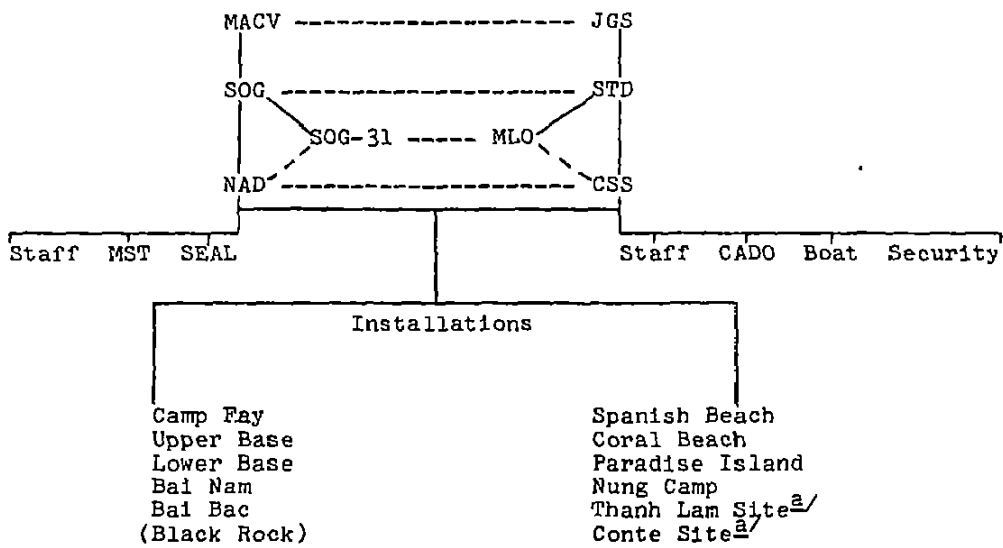 MACV JGS
SOG STD
SOG-31 MLO
NAD CSS
Staff MST SEAL Staff CADO Boat Security
Installations
Camp Fay Spanish Beach
Upper Base Coral Beach
Lower Base Paradise Island
Bai Nam Nung Camp
Bai Bac Thanh Lam Site a/
(Black Rock) Conte Site a/